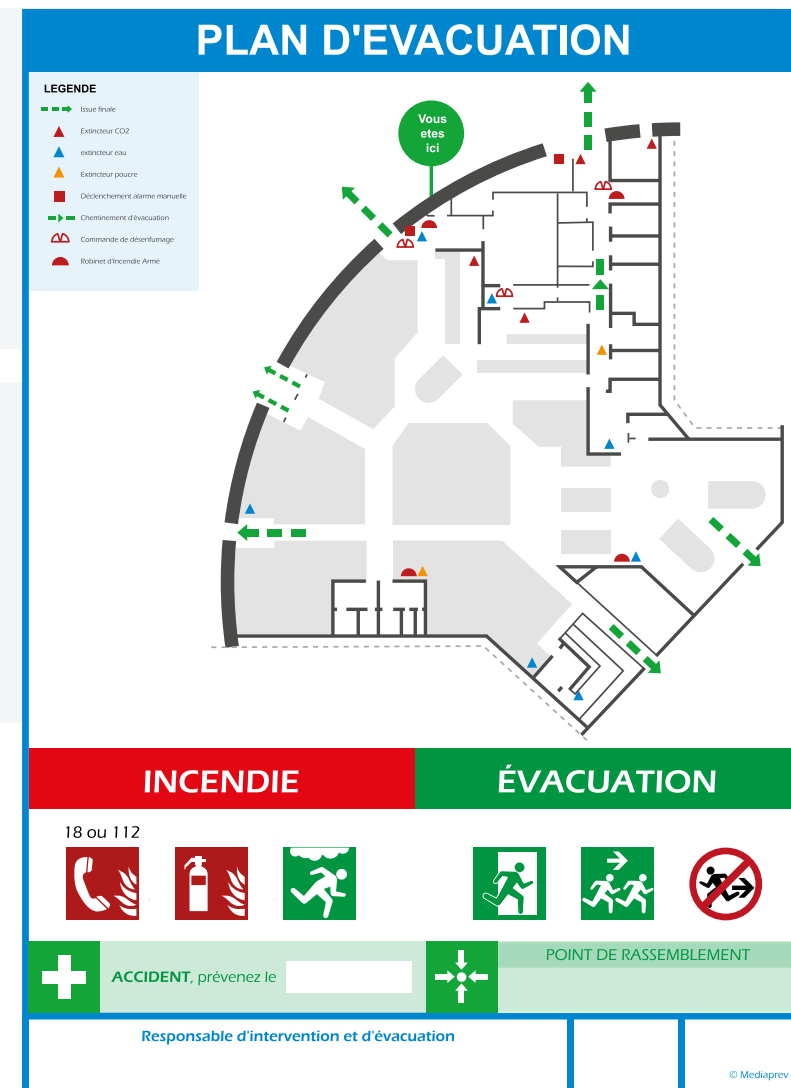 PLAN D'EVACUATION
LEGENDE
Issue finale
Extincteur CO2
extincteur eau
Extincteur poucre
Déclenchement alarme manuelle
Cheminement d'évacuation
Commande de désenfumage
Robinet d'Incendie Armé
Vous
etes
ici
INCENDIE
ÉVACUATION
18 ou 112
ACCIDENT, prévenez le
POINT DE RASSEMBLEMENT
Responsable d'intervention et d'évacuation
© Mediaprev